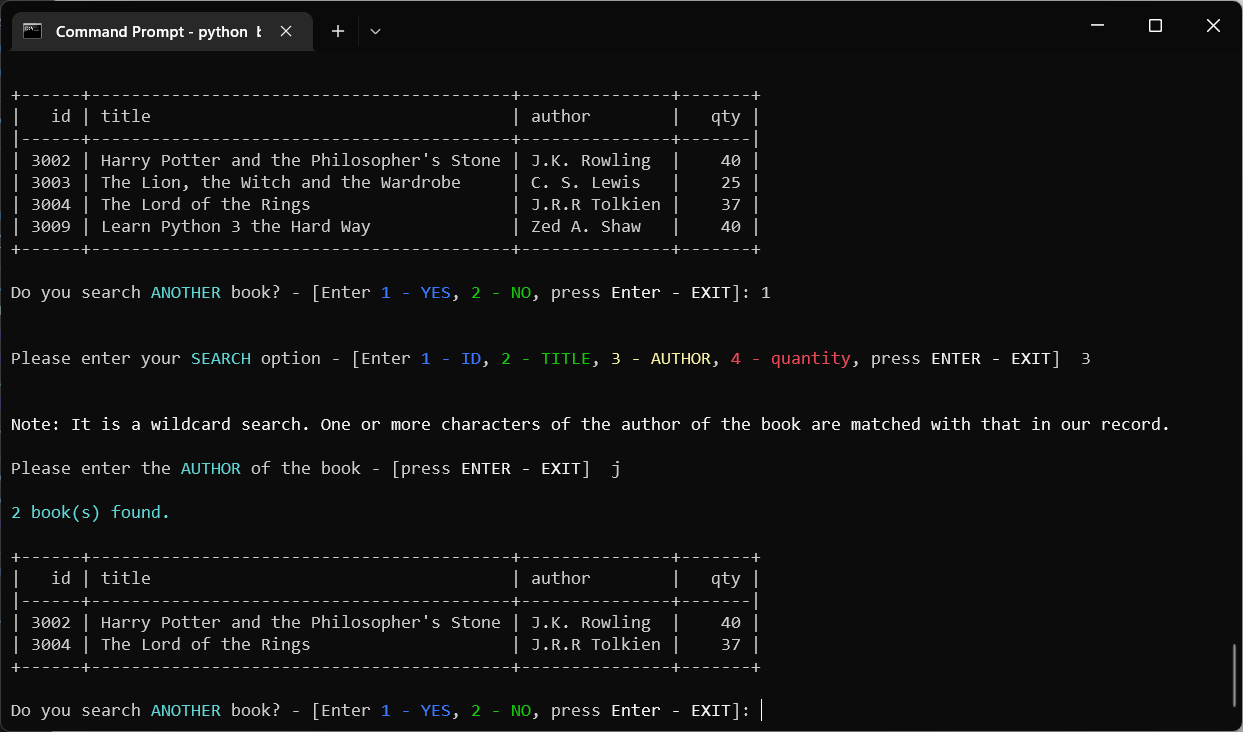 Command Prompt - python
+------+------------------------------------------+---------------+-------+
|   id | title                                    | author        |   qty |
|------+------------------------------------------+---------------+-------|
| 3002 | Harry Potter and the Philosopher's Stone | J.K. Rowling  |    40 |
| 3003 | The Lion, the Witch and the Wardrobe     | C. S. Lewis   |    25 |
| 3004 | The Lord of the Rings                    | J.R.R Tolkien |    37 |
| 3009 | Learn Python 3 the Hard Way              | Zed A. Shaw   |    40 |
+------+------------------------------------------+---------------+-------+
Do you search ANOTHER book? - [Enter 1 - YES, 2 - NO, press Enter - EXIT]: 1
Please enter your SEARCH option - [Enter 1 - ID, 2 - TITLE, 3 - AUTHOR, 4 - quantity, press ENTER - EXIT]  3
Note: It is a wildcard search. One or more characters of the author of the book are matched with that in our record.
Please enter the AUTHOR of the book - [press ENTER - EXIT]  j
2 book(s) found.
+------+------------------------------------------+---------------+-------+
|   id | title                                    | author        |   qty |
|------+------------------------------------------+---------------+-------|
| 3002 | Harry Potter and the Philosopher's Stone | J.K. Rowling  |    40 |
| 3004 | The Lord of the Rings                    | J.R.R Tolkien |    37 |
+------+------------------------------------------+---------------+-------+
Do you search ANOTHER book? - [Enter 1 - YES, 2 - NO, press Enter - EXIT]: